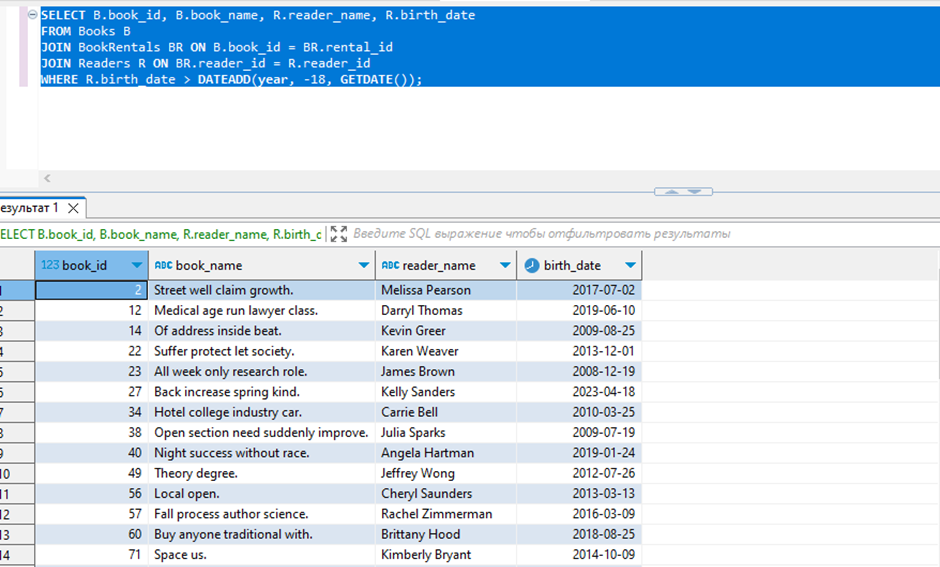 SELECT B.book_id, B.book_name, R.reader_name, R.birth_date
FROM Books B
JOIN BookRentals BR ON B.book_id = BR.rental_id
JOIN Readers R ON BR.reader_id = R.reader_id
WHERE R.birth_date > DATEADD(year, -18, GETDATE());
езультат 1
ELECT B.book_id, B.book_name, R.reader_name, R.birth_c Введите SQL выражение чтобы отфильтровать результаты
123 book_id ABC book_name ABC reader_name birth_date
1 2 Street well claim growth. Melissa Pearson 2017-07-02
2 12 Medical age run lawyer class. Darryl Thomas 2019-06-10
3 14 Of address inside beat. Kevin Greer 2009-08-25
4 22 Suffer protect let society. Karen Weaver 2013-12-01
5 23 All week only research role. James Brown 2008-12-19
6 27 Back increase spring kind. Kelly Sanders 2023-04-18
7 34 Hotel college industry car. Carrie Bell 2010-03-25
8 38 Open section need suddenly improve. Julia Sparks 2009-07-19
9 40 Night success without race. Angela Hartman 2019-01-24
10 49 Theory degree. Jeffrey Wong 2012-07-26
11 56 Local open. Cheryl Saunders 2013-03-13
12 57 Fall process author science. Rachel Zimmerman 2016-03-09
13 60 Buy anyone traditional with. Brittany Hood 2018-08-25
14 71 Space us. Kimberly Bryant 2014-10-09